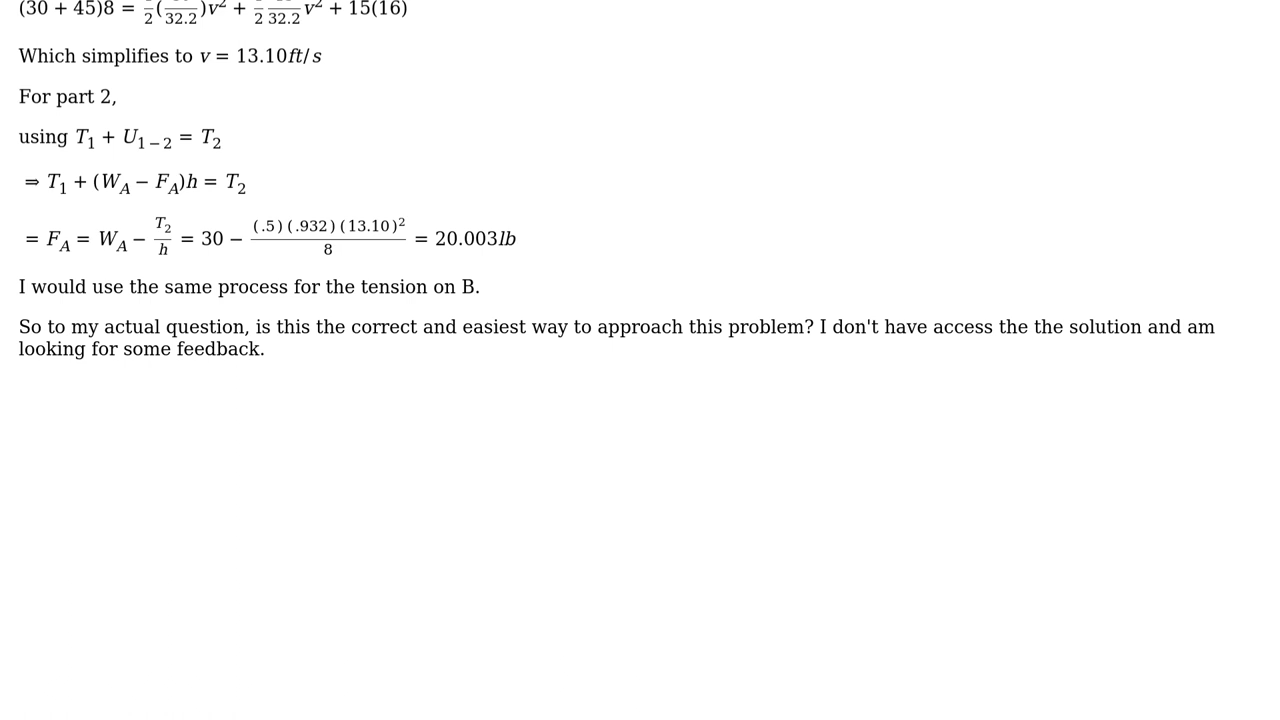 (30 + 45)8 = 1/2(/32.2)v² + 1/2 /32.2 v² + 15(16)
Which simplifies to v = 13.10ft/s
For part 2,
using T₁ + U₁₋₂ = T₂
⇒ T₁ + (W_A − F_A)h = T₂
= F_A = W_A − T₂/h = 30 − (.5)(.932)(13.10)²/8 = 20.003lb
I would use the same process for the tension on B.
So to my actual question, is this the correct and easiest way to approach this problem? I don't have access the the solution and am
looking for some feedback.